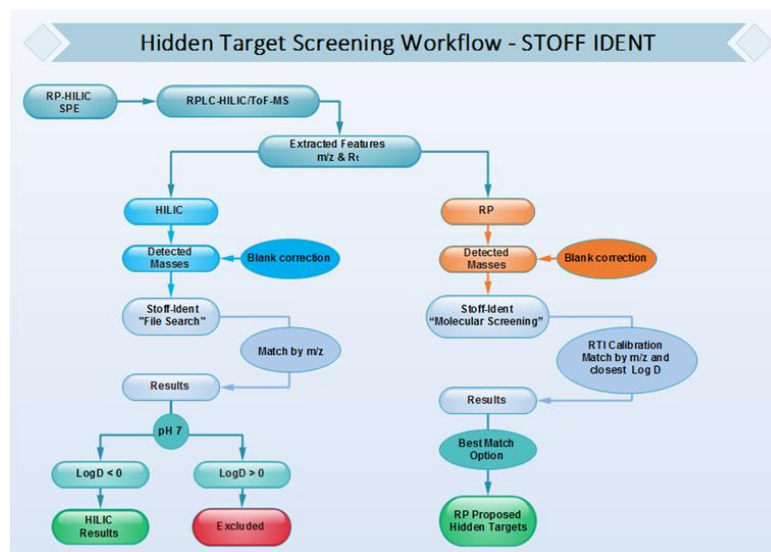 Hidden Target Screening Workflow - STOFF IDENT
RP-HILIC
SPE
RPLC-HILIC/ToF-MS
Extracted Features
m/z & Rt
HILIC
RP
Detected
Masses
Blank correction
Detected
Masses
Blank correction
Stoff-Ident
"File Search"
Stoff-Ident
“Molecular Screening”
Match by m/z
RTI Calibration
Match by m/z and
closest Log D
Results
Results
pH 7
Best Match
Option
LogD < 0
LogD > 0
HILIC
Results
Excluded
RP Proposed
Hidden Targets